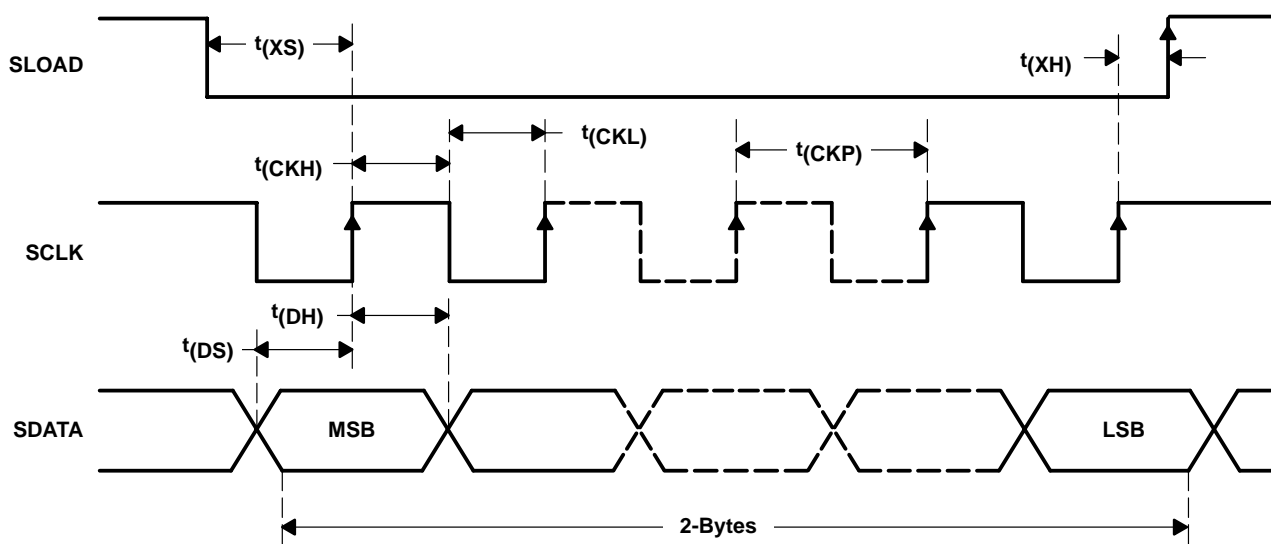 SLOAD
t(XS)
t(XH)
t(CKH)
t(CKL)
t(CKP)
SCLK
t(DH)
t(DS)
SDATA
MSB
LSB
2-Bytes